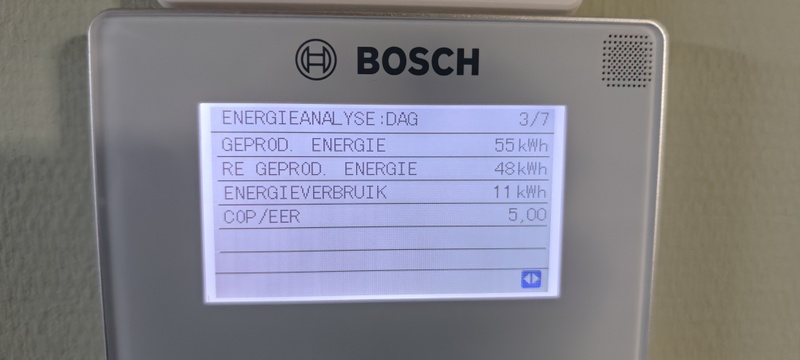 BOSCH
ENERGIEANALYSE:DAG 3/7
GEPROD. ENERGIE 55kWh
RE GEPROD. ENERGIE 48kWh
ENERGIEVERBRUIK 11kWh
COP/EER 5,00